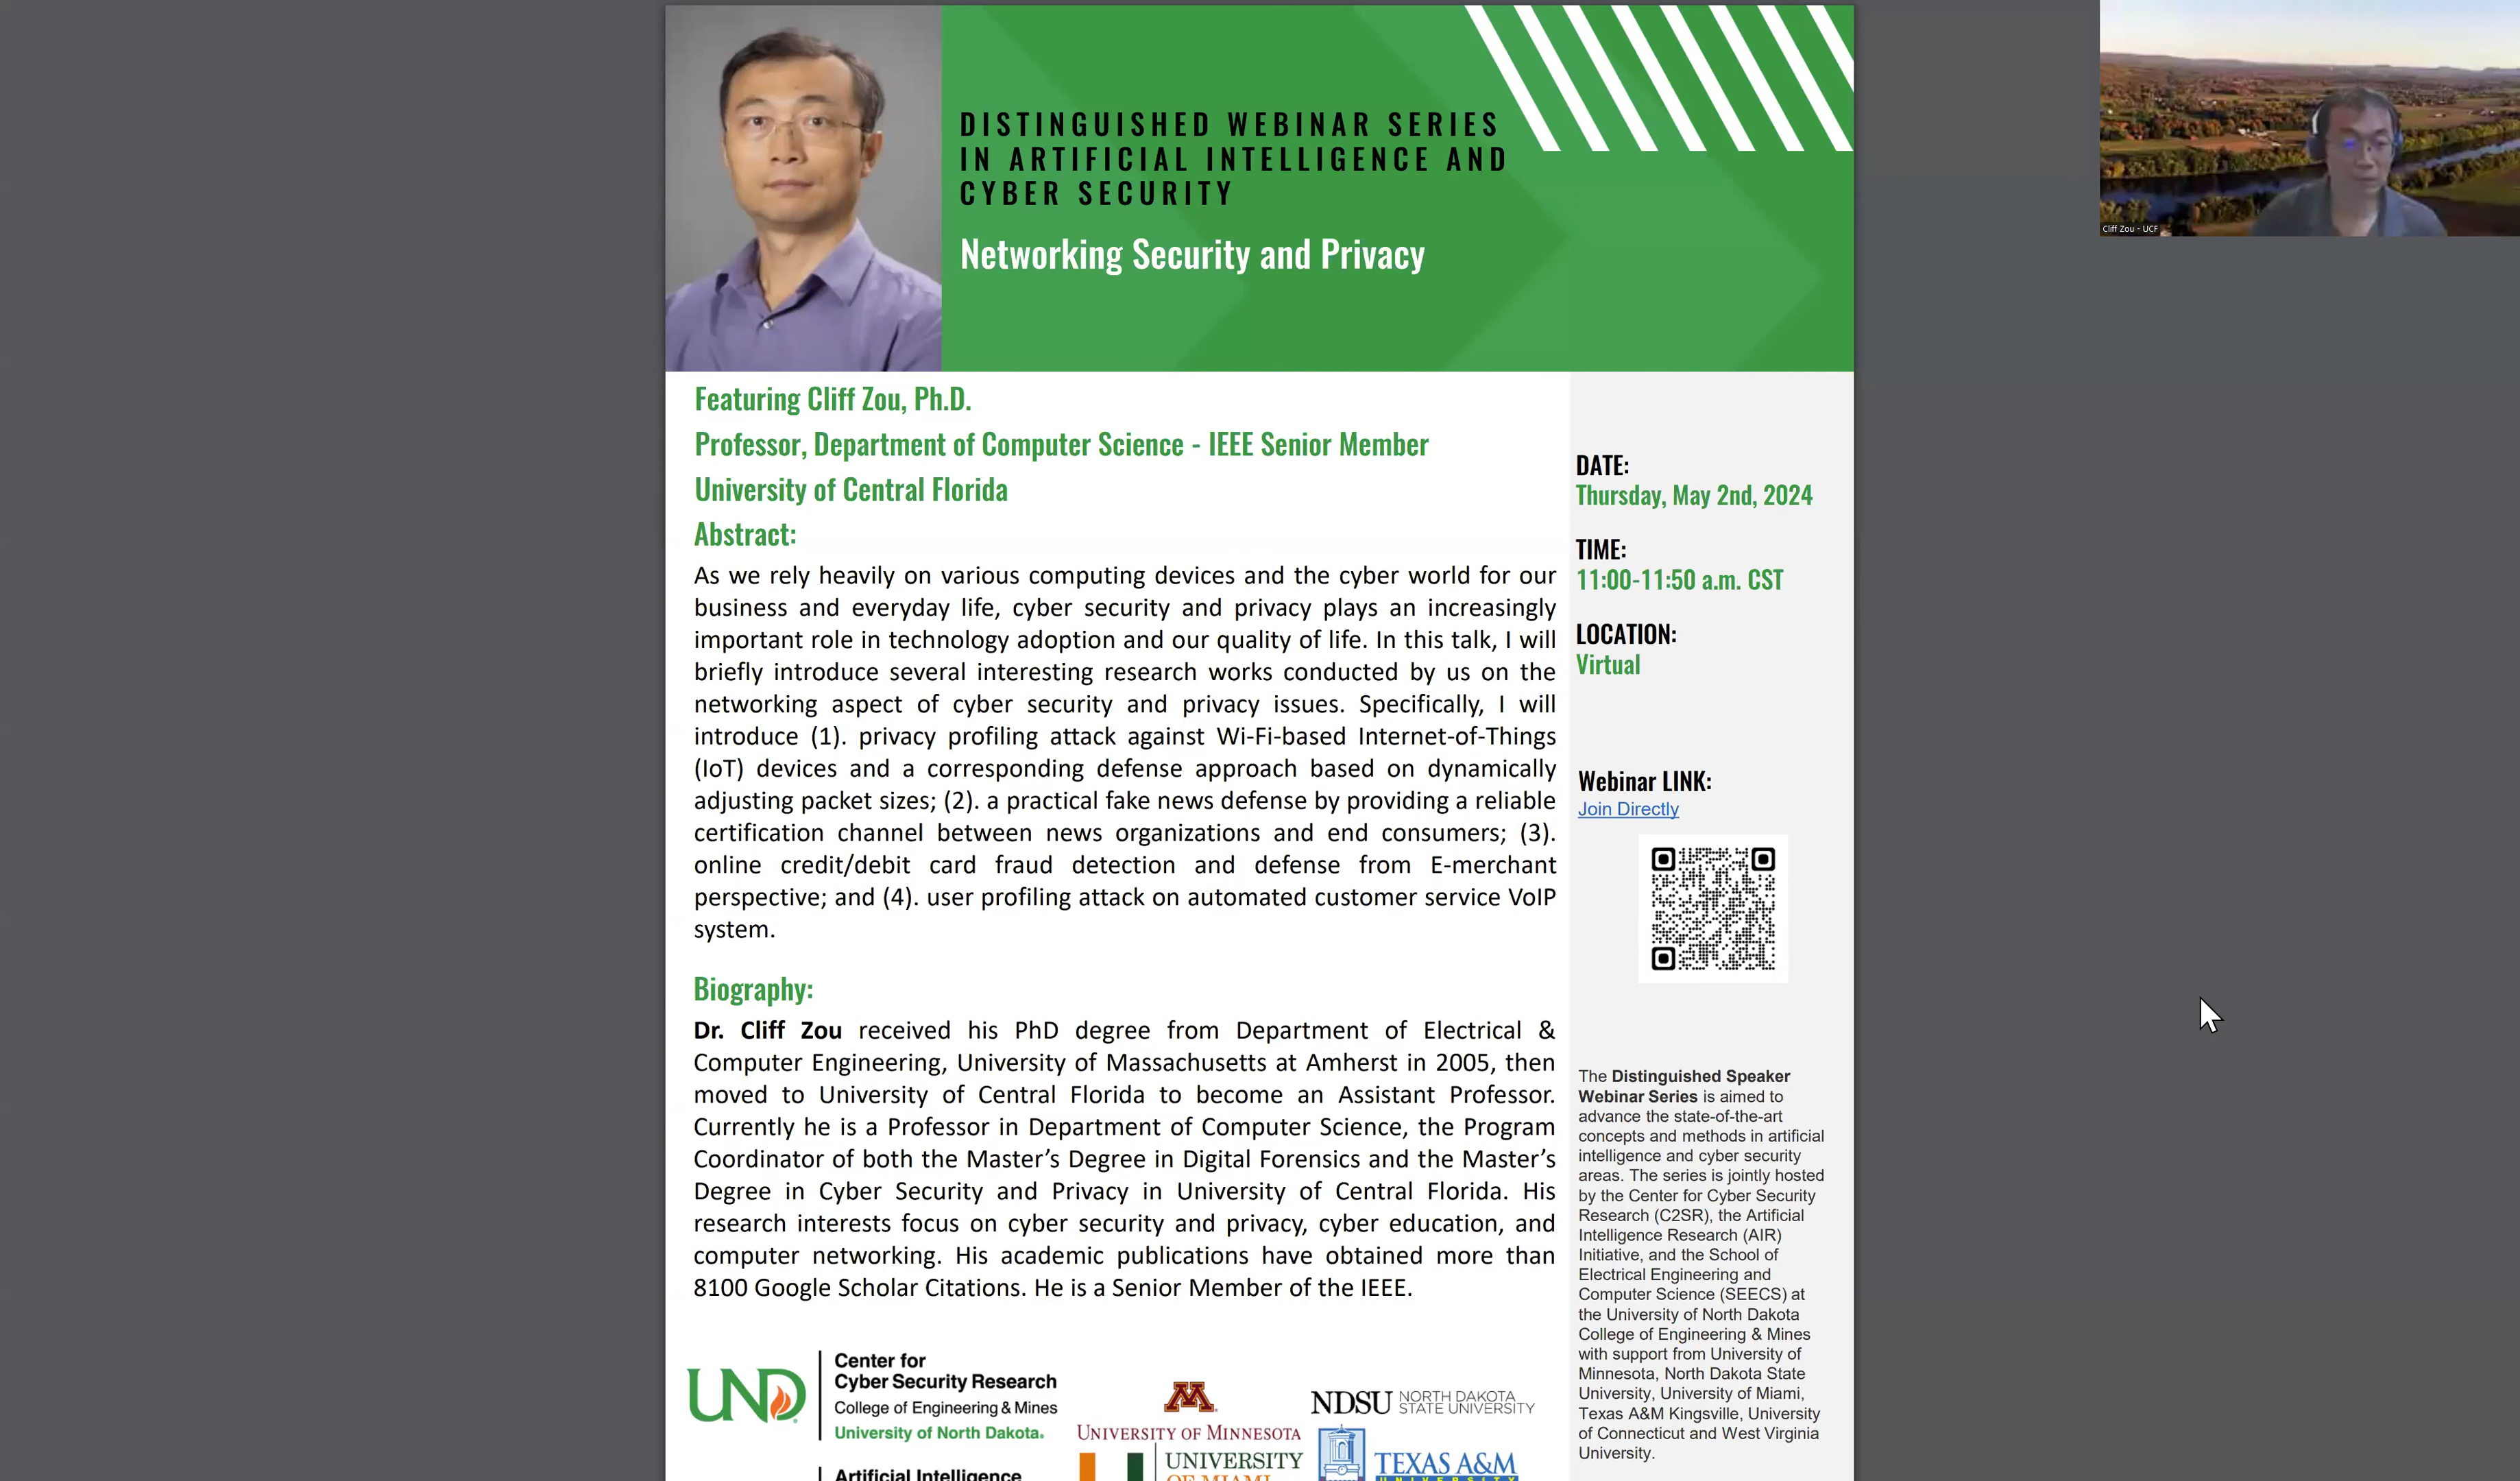 DISTINGUISHED WEBINAR SERIES
IN ARTIFICIAL INTELLIGENCE AND
CYBER SECURITY
Networking Security and Privacy
Cliff Zou - UCF
Featuring Cliff Zou, Ph.D.
Professor, Department of Computer Science - IEEE Senior Member
University of Central Florida
Abstract:
As we rely heavily on various computing devices and the cyber world for our
business and everyday life, cyber security and privacy plays an increasingly
important role in technology adoption and our quality of life. In this talk, I will
briefly introduce several interesting research works conducted by us on the
networking aspect of cyber security and privacy issues. Specifically, I will
introduce (1). privacy profiling attack against Wi-Fi-based Internet-of-Things
(IoT) devices and a corresponding defense approach based on dynamically
adjusting packet sizes; (2). a practical fake news defense by providing a reliable
certification channel between news organizations and end consumers; (3).
online credit/debit card fraud detection and defense from E-merchant
perspective; and (4). user profiling attack on automated customer service VoIP
system.
Biography:
Dr. Cliff Zou received his PhD degree from Department of Electrical &
Computer Engineering, University of Massachusetts at Amherst in 2005, then
moved to University of Central Florida to become an Assistant Professor.
Currently he is a Professor in Department of Computer Science, the Program
Coordinator of both the Master's Degree in Digital Forensics and the Master's
Degree in Cyber Security and Privacy in University of Central Florida. His
research interests focus on cyber security and privacy, cyber education, and
computer networking. His academic publications have obtained more than
8100 Google Scholar Citations. He is a Senior Member of the IEEE.
DATE:
Thursday, May 2nd, 2024
TIME:
11:00-11:50 a.m. CST
LOCATION:
Virtual
Webinar LINK:
Join Directly
The Distinguished Speaker
Webinar Series is aimed to
advance the state-of-the-art
concepts and methods in artificial
intelligence and cyber security
areas. The series is jointly hosted
by the Center for Cyber Security
Research (C2SR), the Artificial
Intelligence Research (AIR)
Initiative, and the School of
Electrical Engineering and
Computer Science (SEECS) at
the University of North Dakota
College of Engineering & Mines
with support from University of
Minnesota, North Dakota State
University, University of Miami,
Texas A&M Kingsville, University
of Connecticut and West Virginia
University.
UND
Center for
Cyber Security Research
College of Engineering & Mines
University of North Dakota.
Artificial Intelligence
M
UNIVERSITY OF MINNESOTA
NDSU NORTH DAKOTA
STATE UNIVERSITY
UNIVERSITY
OF MIAMI
TEXAS A&M